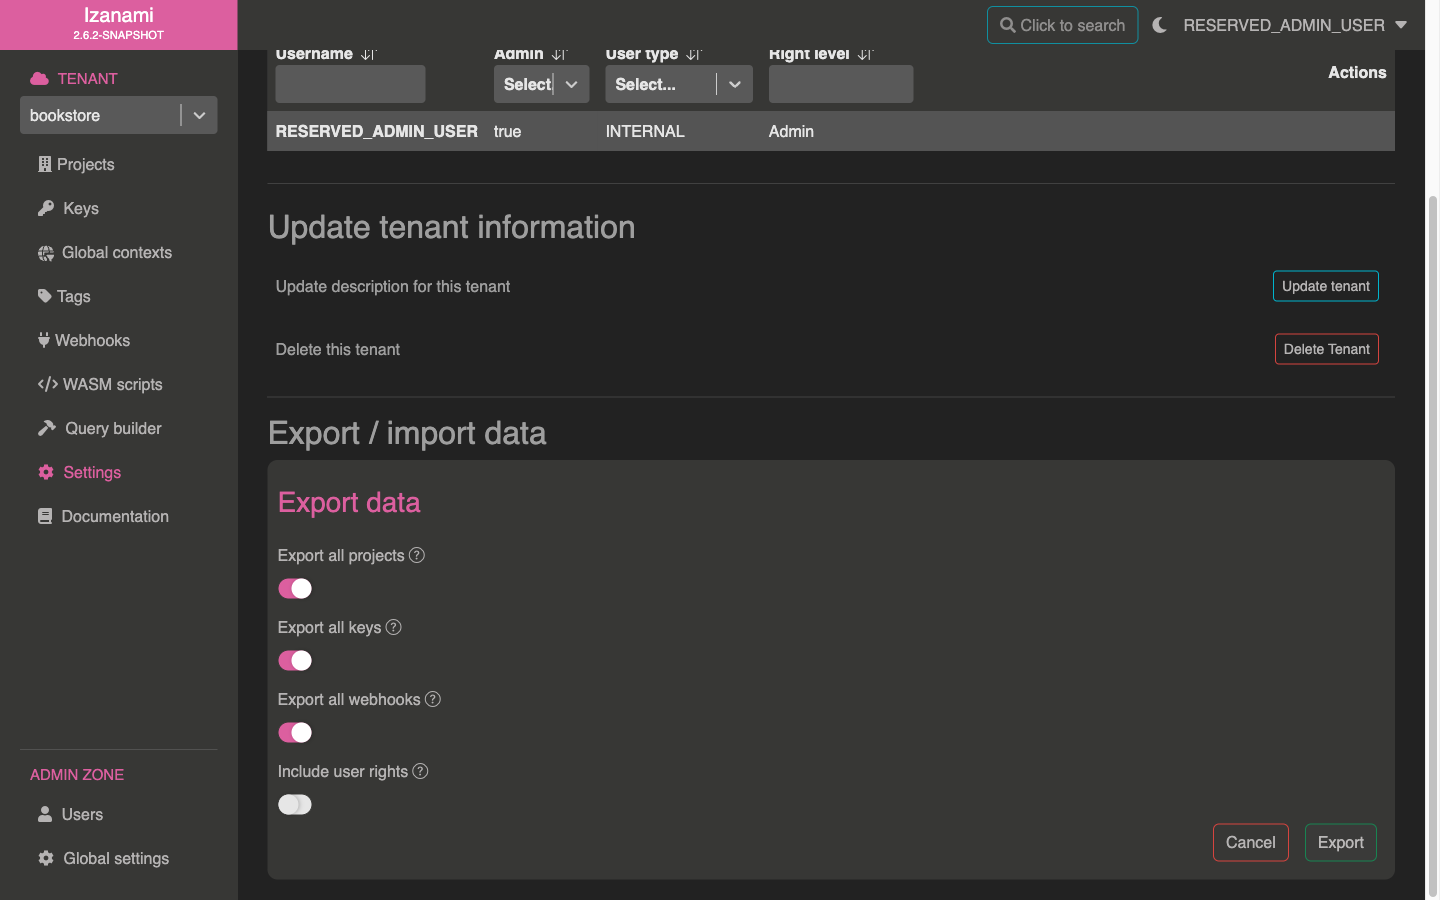 Izanami
2.6.2-SNAPSHOT
Click to search
RESERVED_ADMIN_USER
TENANT
bookstore
Projects
Keys
Global contexts
Tags
Webhooks
WASM scripts
Query builder
Settings
Documentation
ADMIN ZONE
Users
Global settings
Username
Admin
User type
Right level
Actions
Select
Select...
RESERVED_ADMIN_USER true INTERNAL Admin
Update tenant information
Update description for this tenant
Update tenant
Delete this tenant
Delete Tenant
Export / import data
Export data
Export all projects
Export all keys
Export all webhooks
Include user rights
Cancel
Export